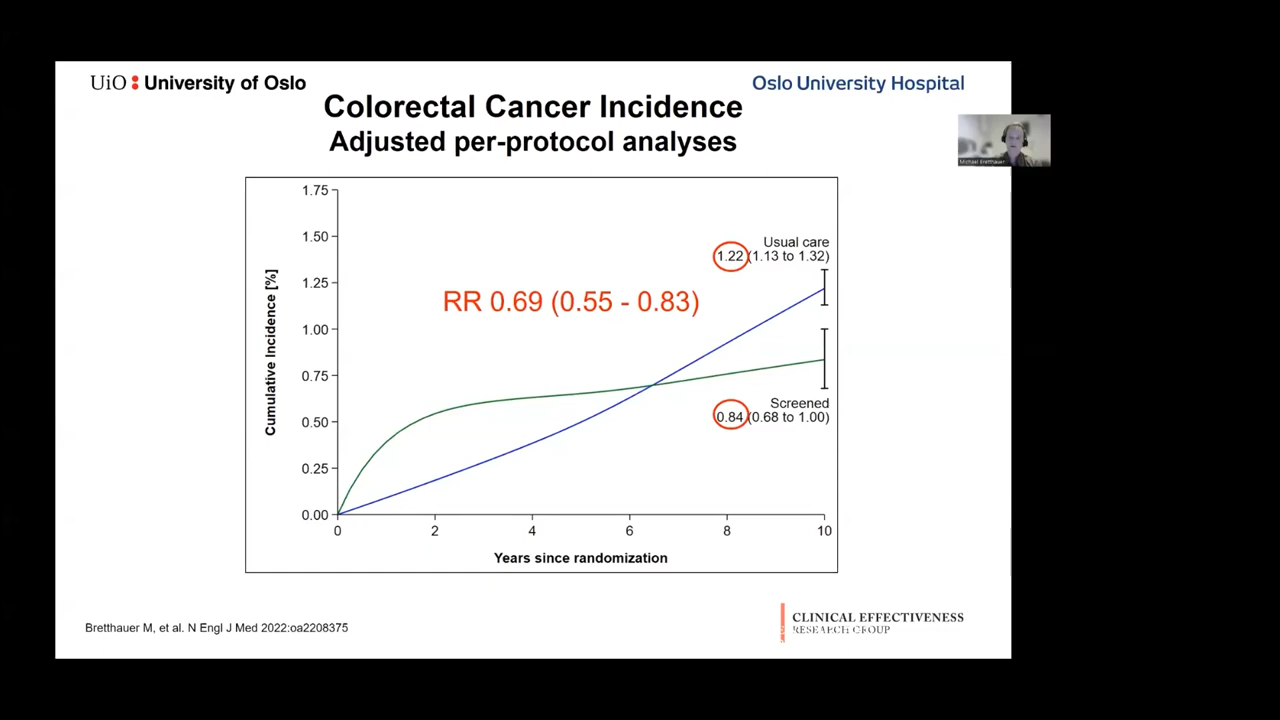 UiO : University of Oslo
Oslo University Hospital
Colorectal Cancer Incidence
Adjusted per-protocol analyses
Michael Bretthauer
1.75
1.50
1.25
1.00
0.75
0.50
0.25
0.00
Cumulative Incidence [%]
Usual care
1.22 (1.13 to 1.32)
RR 0.69 (0.55 - 0.83)
Screened
0.84 (0.68 to 1.00)
0 2 4 6 8 10
Years since randomization
Bretthauer M, et al. N Engl J Med 2022:oa2208375
CLINICAL EFFECTIVENESS
RESEARCH GROUP